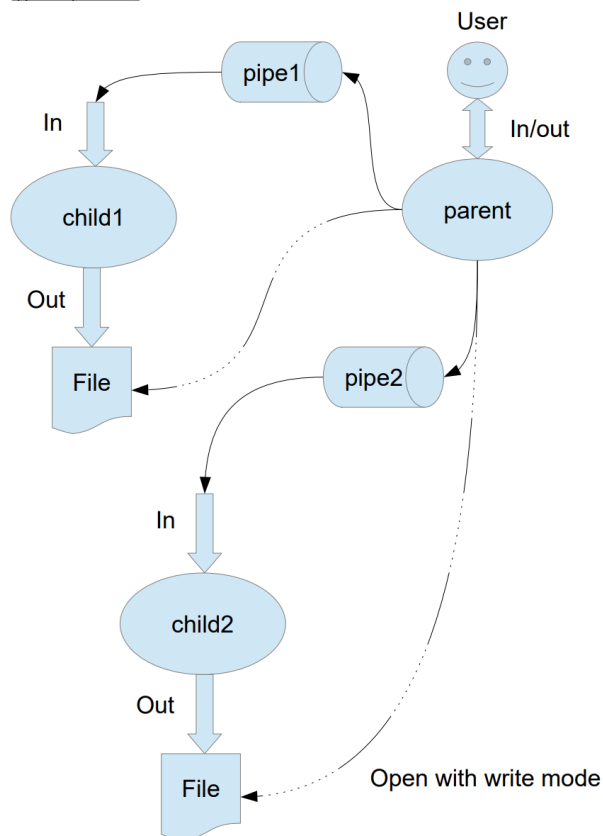 User
pipe1
In
In/out
child1
parent
Out
File
pipe2
In
child2
Out
File
Open with write mode